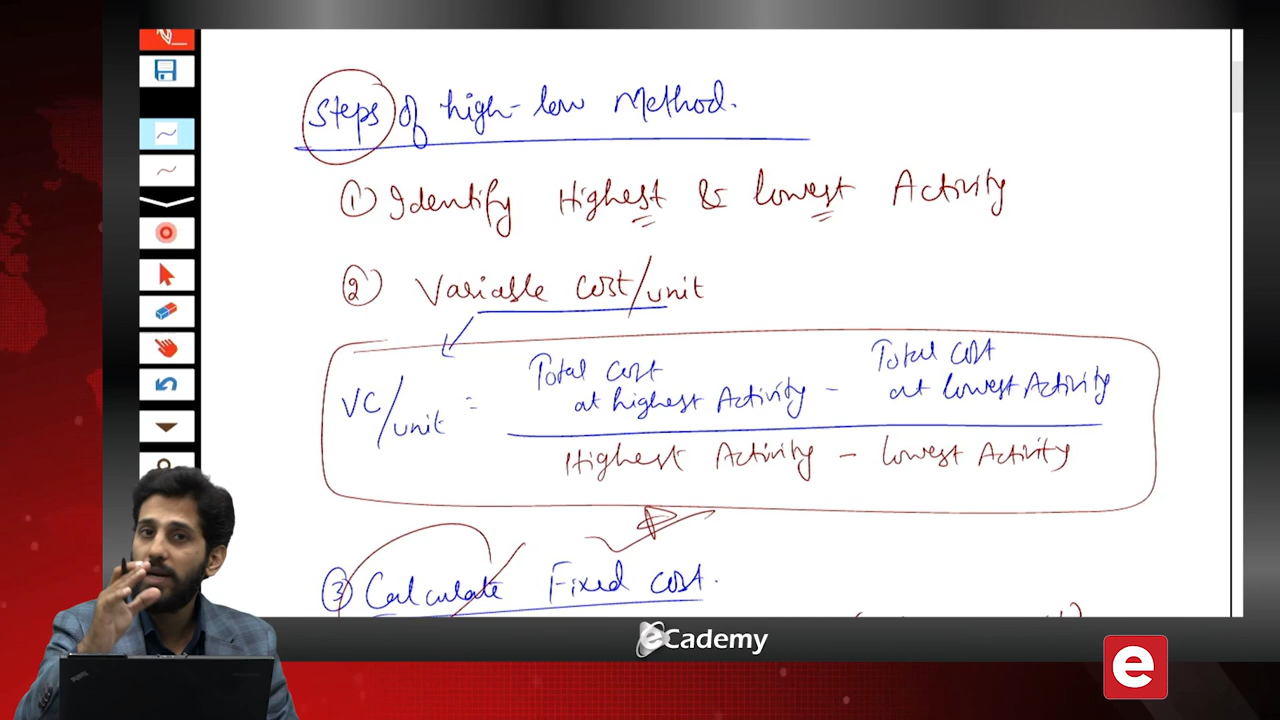 Steps of high-low Method.
① Identify Highest & lowest Activity
② Variable cost/unit
VC/unit = Total cost at highest Activity - Total cost at lowest Activity
Highest Activity - lowest Activity
③ Calculate Fixed cost.
eCademy
e